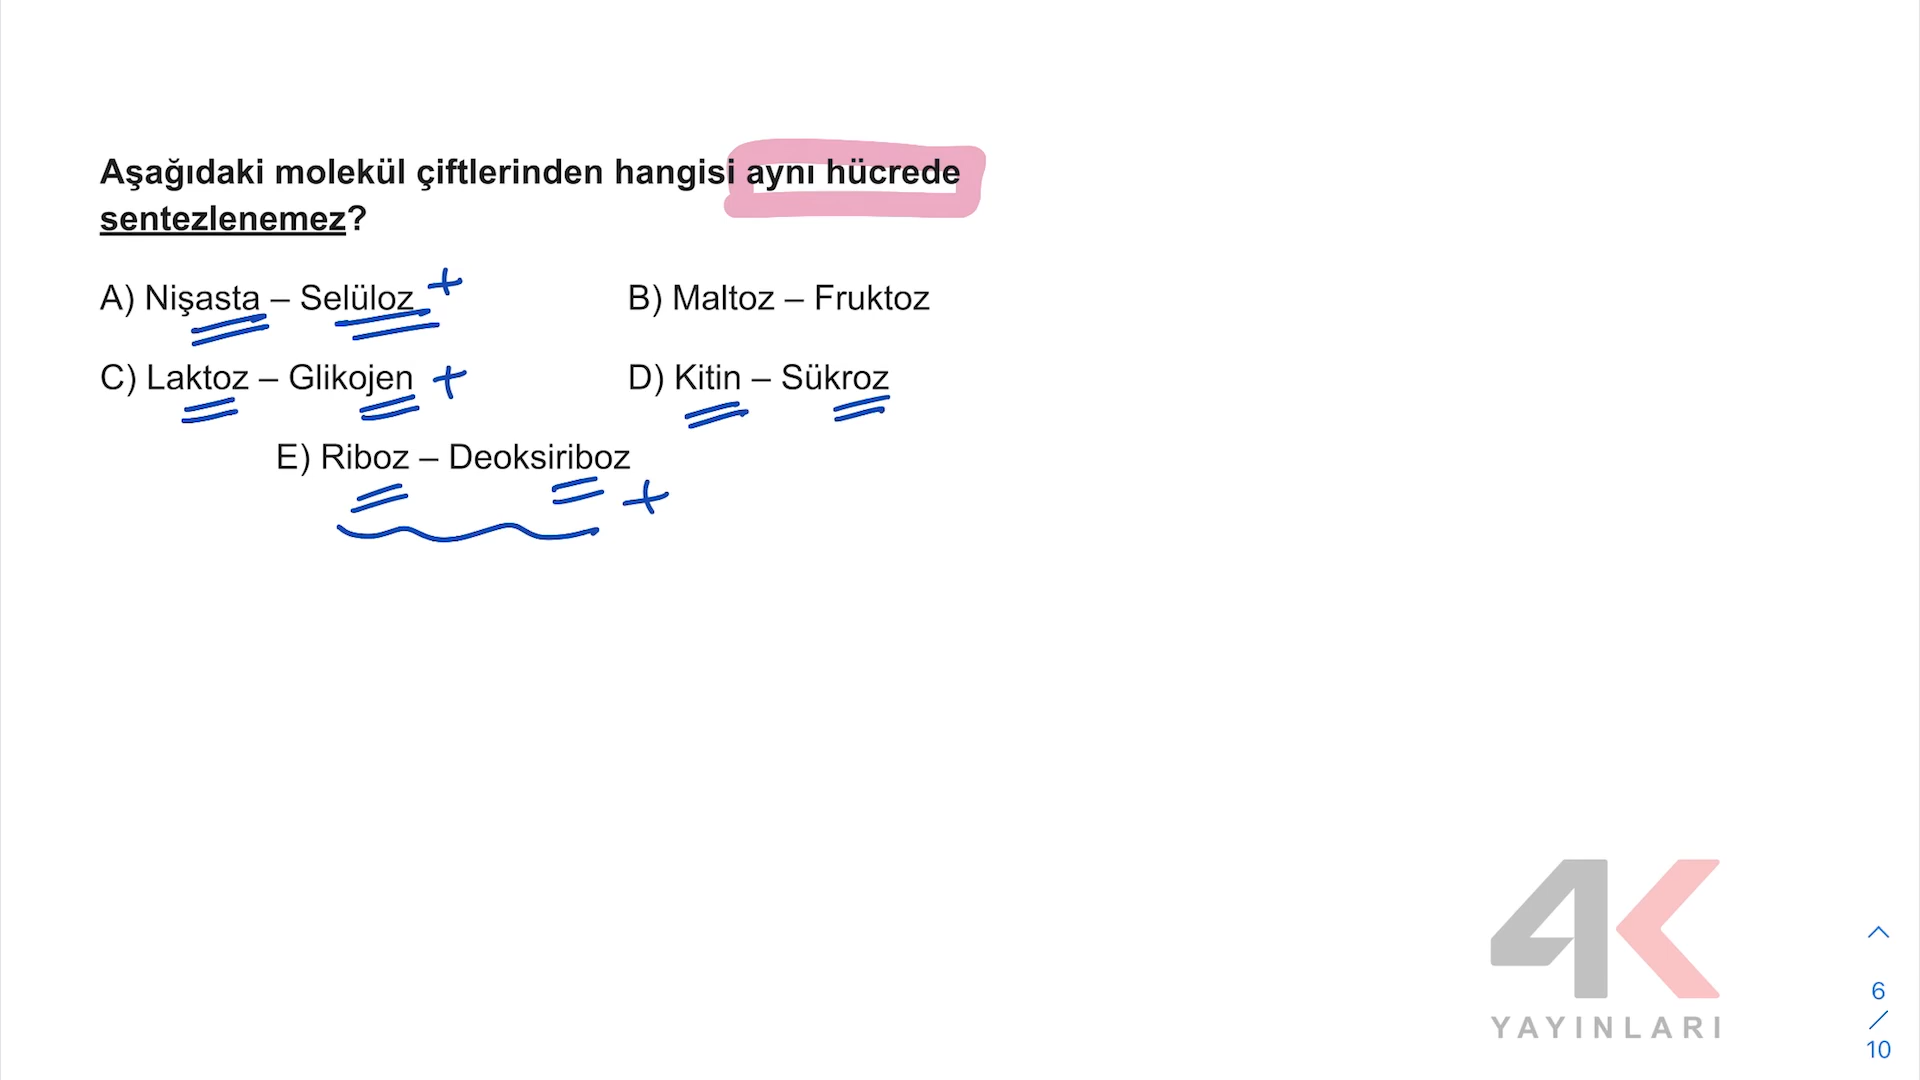 Aşağıdaki molekül çiftlerinden hangisi aynı hücrede
sentezlenemez?
A) Nişasta – Selüloz +
B) Maltoz – Fruktoz
C) Laktoz – Glikojen +
D) Kitin – Sükroz
E) Riboz – Deoksiriboz +
4K
YAYINLARI
6
/
10